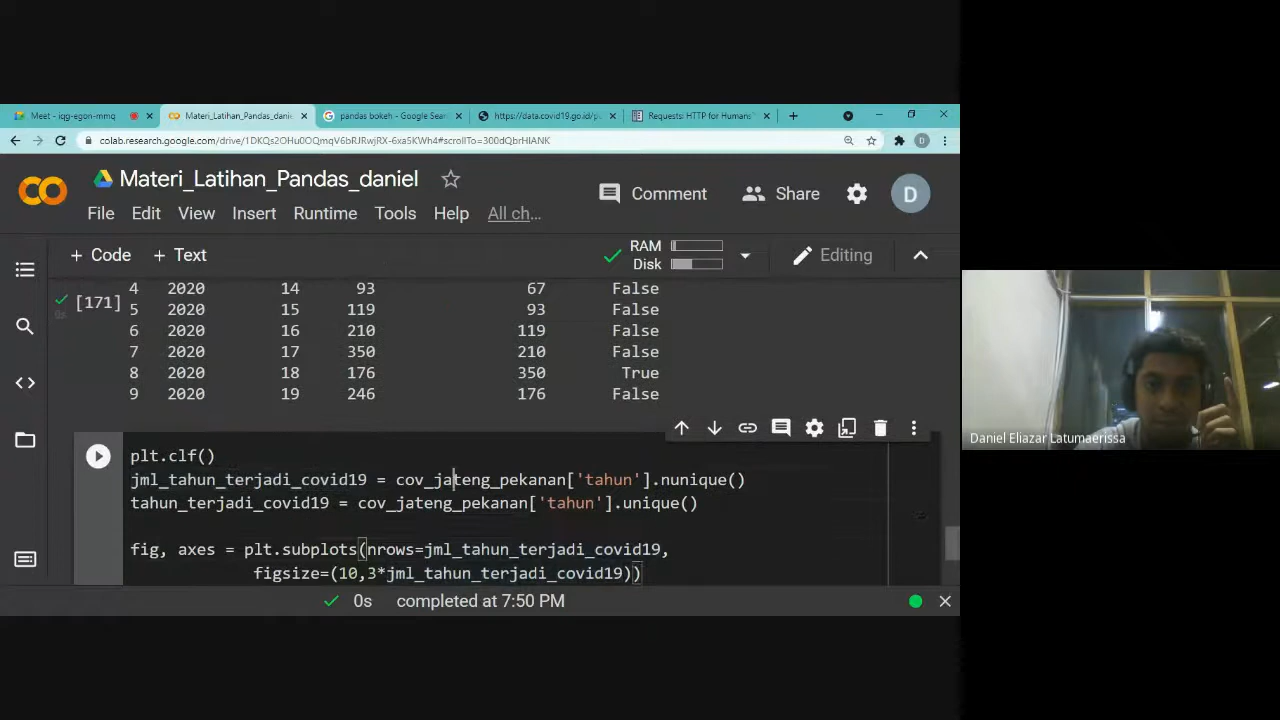 Meet - iqg-egon-mmq
Materi_Latihan_Pandas_danie
pandas bokeh - Google Sear
https://data.covid19.go.id/p
Requests: HTTP for Humans™
colab.research.google.com/drive/1DKQs2OHu0OQmqV6bRJRwjRX-6xa5KWh4#scrollTo=300dQbrHlANK
D
Materi_Latihan_Pandas_daniel
Comment
Share
D
File Edit View Insert Runtime Tools Help All ch...
+ Code + Text
RAM
Disk
Editing
[171]
0s
4 2020 14 93 67 False
5 2020 15 119 93 False
6 2020 16 210 119 False
7 2020 17 350 210 False
8 2020 18 176 350 True
9 2020 19 246 176 False
plt.clf()
jml_tahun_terjadi_covid19 = cov_jateng_pekanan['tahun'].nunique()
tahun_terjadi_covid19 = cov_jateng_pekanan['tahun'].unique()
fig, axes = plt.subplots(nrows=jml_tahun_terjadi_covid19,
figsize=(10,3*jml_tahun_terjadi_covid19))
0s completed at 7:50 PM
Daniel Eliazar Latumaerissa